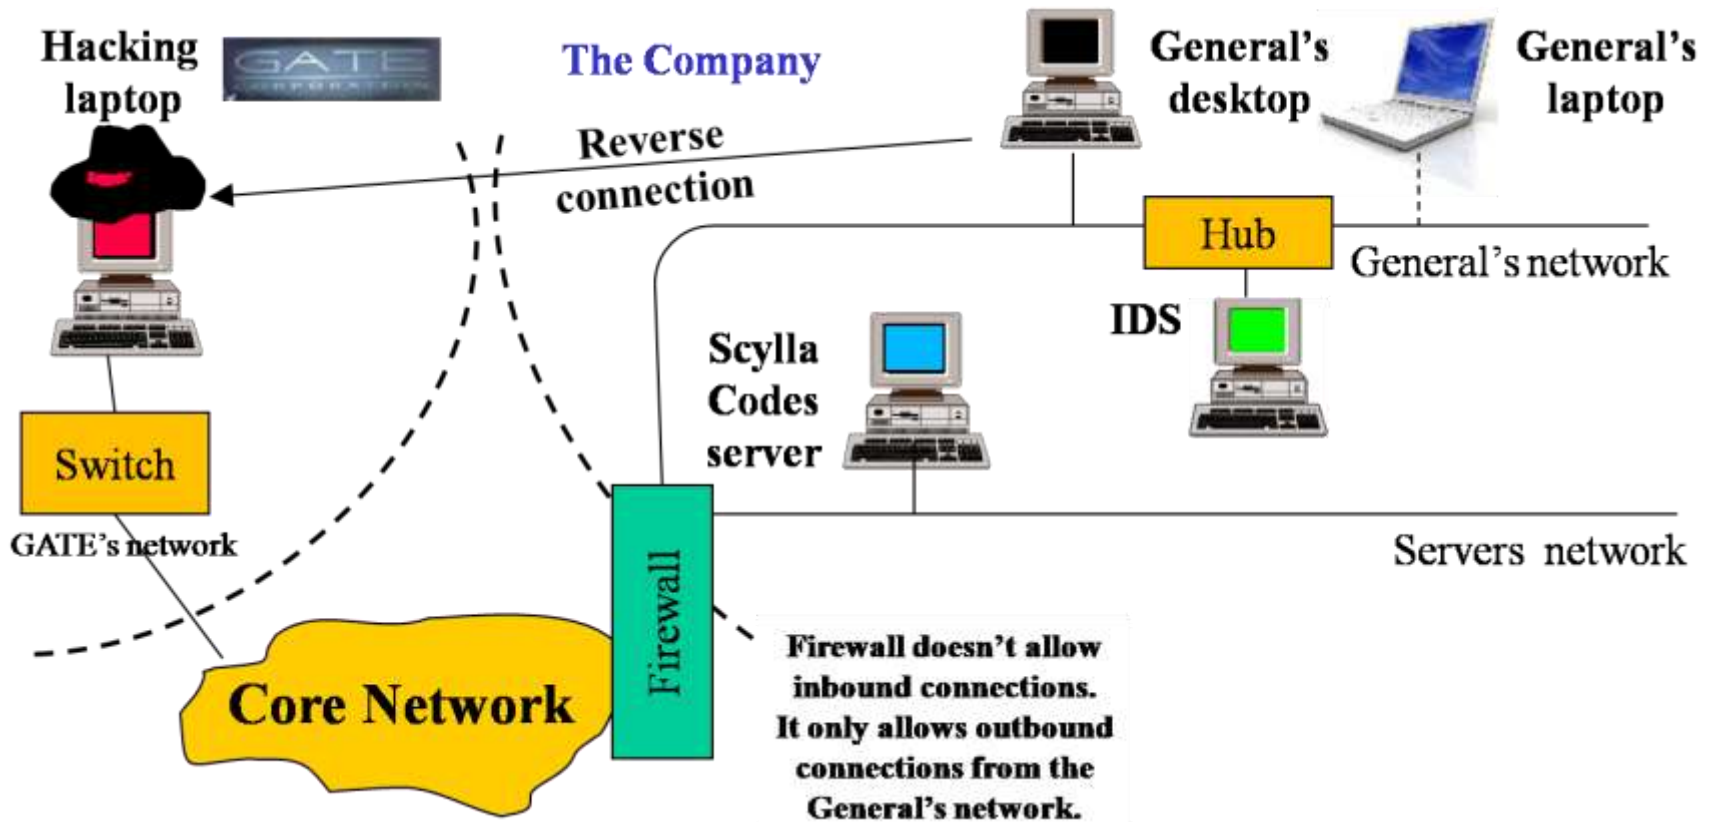 Hacking
laptop
GATE
CORPORATION
The Company
Reverse
connection
General's
desktop
General's
laptop
Hub
General's network
IDS
Scylla
Codes
server
Switch
GATE's network
Servers network
Firewall
Core Network
Firewall doesn't allow
inbound connections.
It only allows outbound
connections from the
General's network.